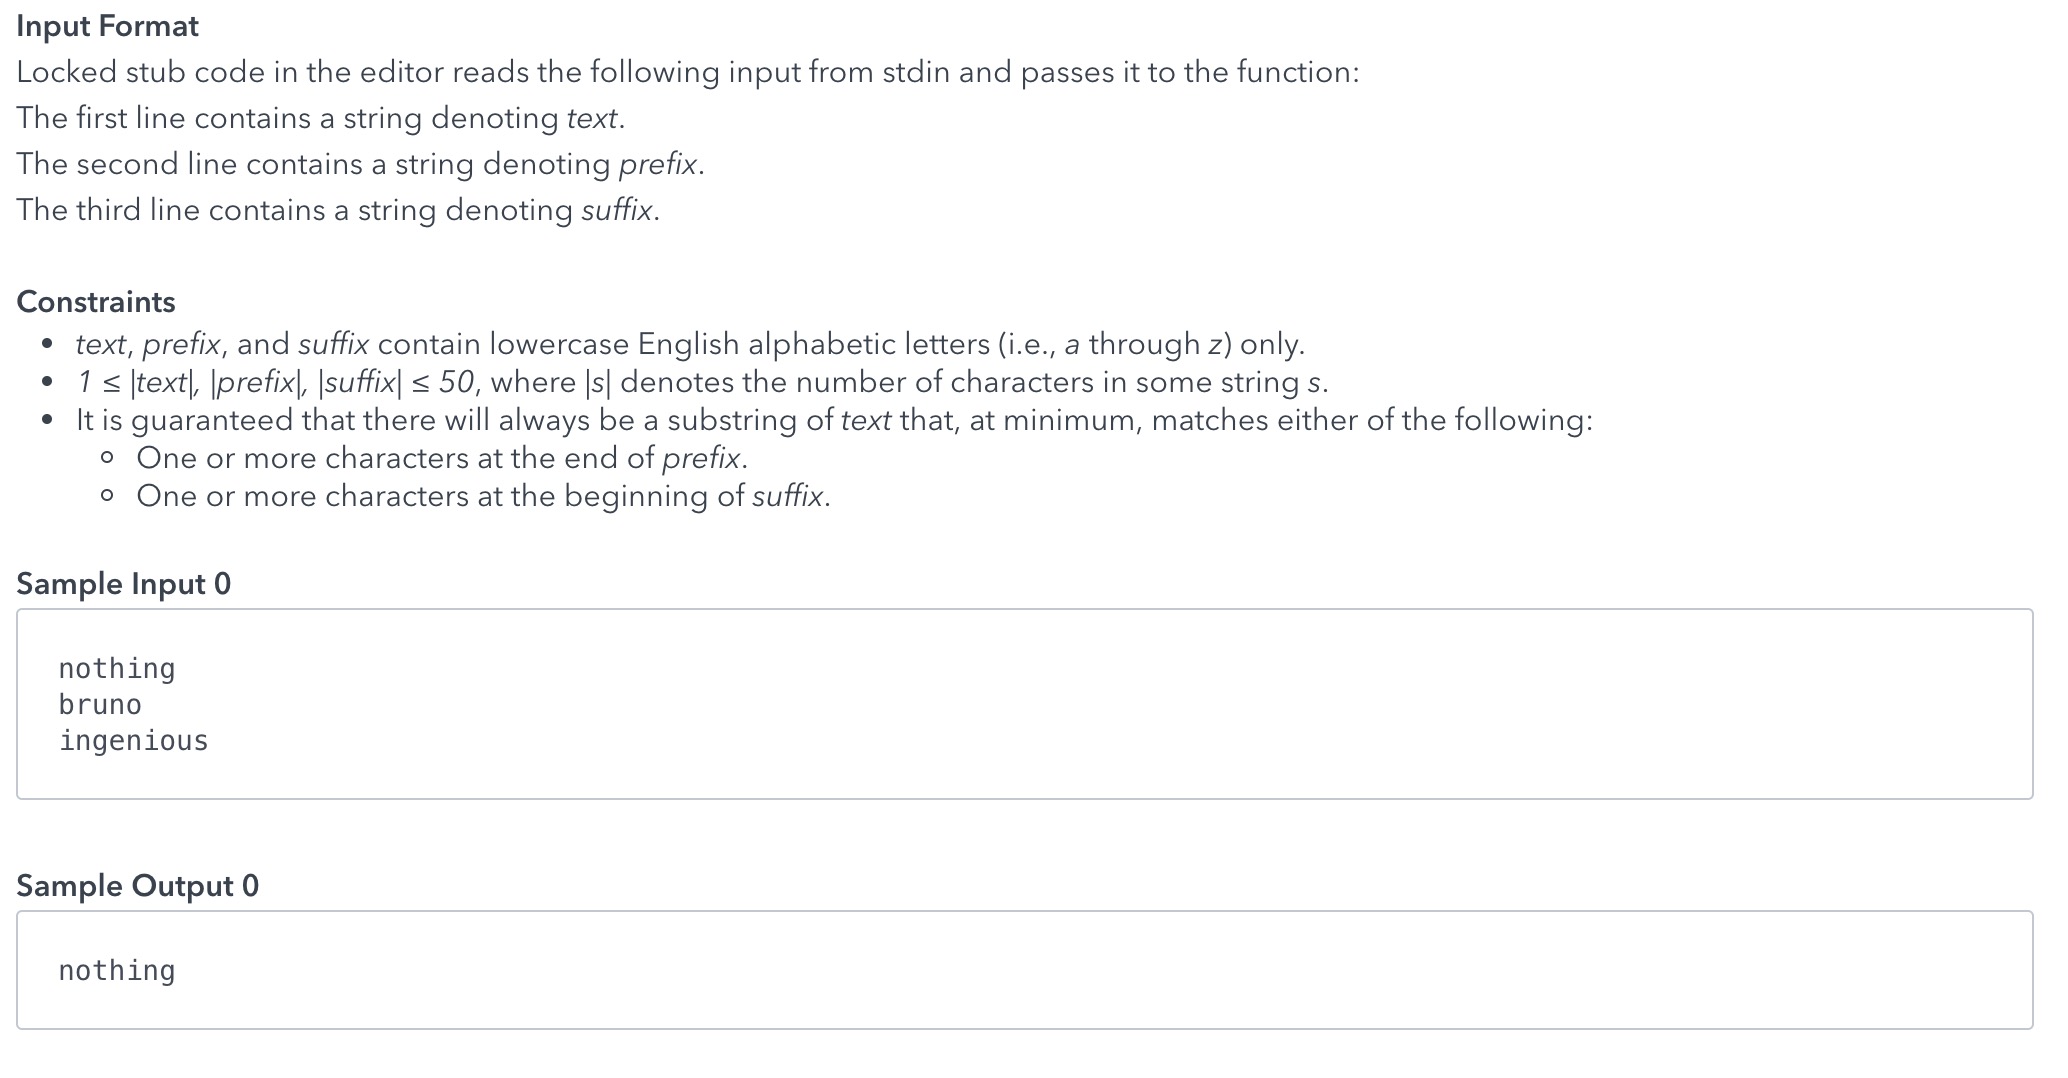 Input Format
Locked stub code in the editor reads the following input from stdin and passes it to the function:
The first line contains a string denoting text.
The second line contains a string denoting prefix.
The third line contains a string denoting suffix.
Constraints
• text, prefix, and suffix contain lowercase English alphabetic letters (i.e., a through z) only.
• 1 ≤ |text|, |prefix|, |suffix| ≤ 50, where |s| denotes the number of characters in some string s.
• It is guaranteed that there will always be a substring of text that, at minimum, matches either of the following:
○ One or more characters at the end of prefix.
○ One or more characters at the beginning of suffix.
Sample Input 0
nothing
bruno
ingenious
Sample Output 0
nothing